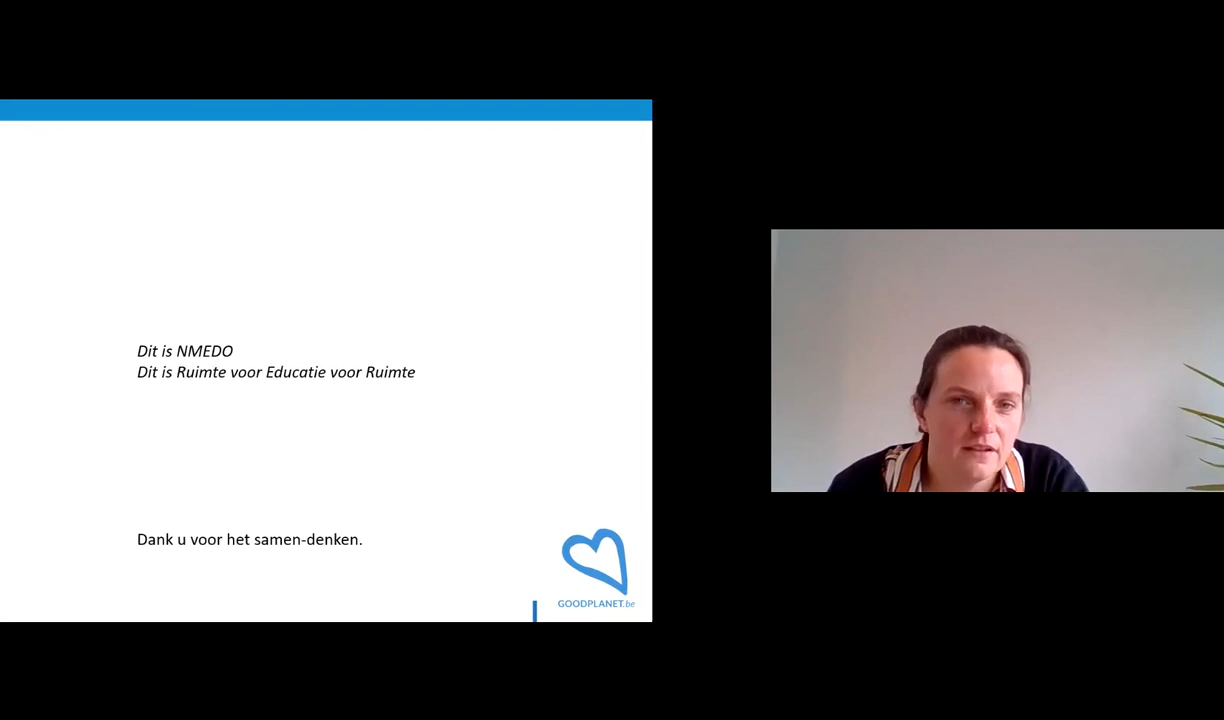 Dit is NMEDO
Dit is Ruimte voor Educatie voor Ruimte
Dank u voor het samen-denken.
GOODPLANET.be